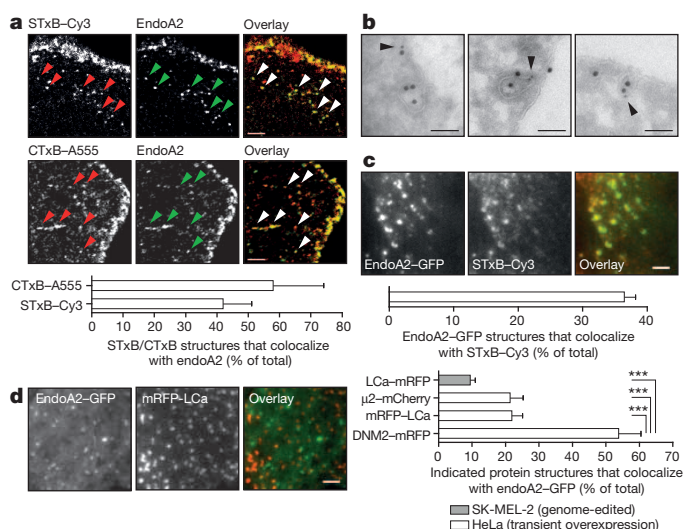 a
STxB–Cy3 EndoA2 Overlay
CTxB–A555 EndoA2 Overlay
CTxB–A555
STxB–Cy3
0 10 20 30 40 50 60 70 80
STxB/CTxB structures that colocalize
with endoA2 (% of total)
b
c
EndoA2–GFP STxB–Cy3 Overlay
0 10 20 30 40
EndoA2–GFP structures that colocalize
with STxB–Cy3 (% of total)
d
EndoA2–GFP mRFP-LCa Overlay
LCa–mRFP
μ2–mCherry
mRFP–LCa
DNM2–mRFP
***
***
***
0 10 20 30 40 50 60 70
Indicated protein structures that colocalize
with endoA2–GFP (% of total)
SK-MEL-2 (genome-edited)
HeLa (transient overexpression)